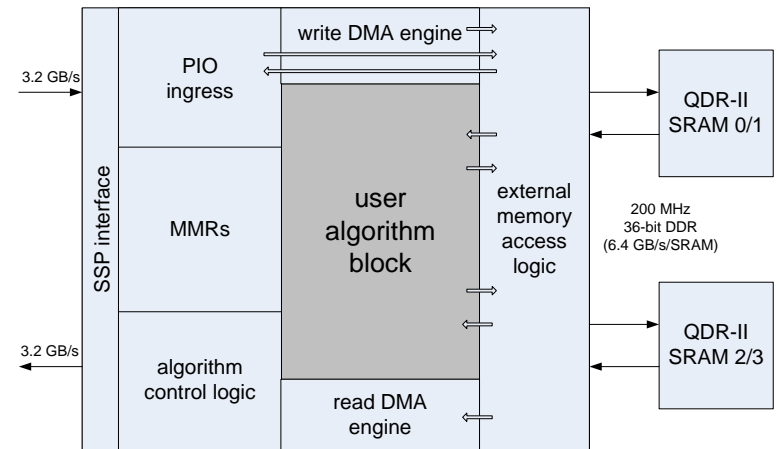 write DMA engine
3.2 GB/s
PIO
ingress
QDR-II
SRAM 0/1
SSP interface
MMRs
user
algorithm
block
external
memory
access
logic
200 MHz
36-bit DDR
(6.4 GB/s/SRAM)
3.2 GB/s
algorithm
control logic
read DMA
engine
QDR-II
SRAM 2/3